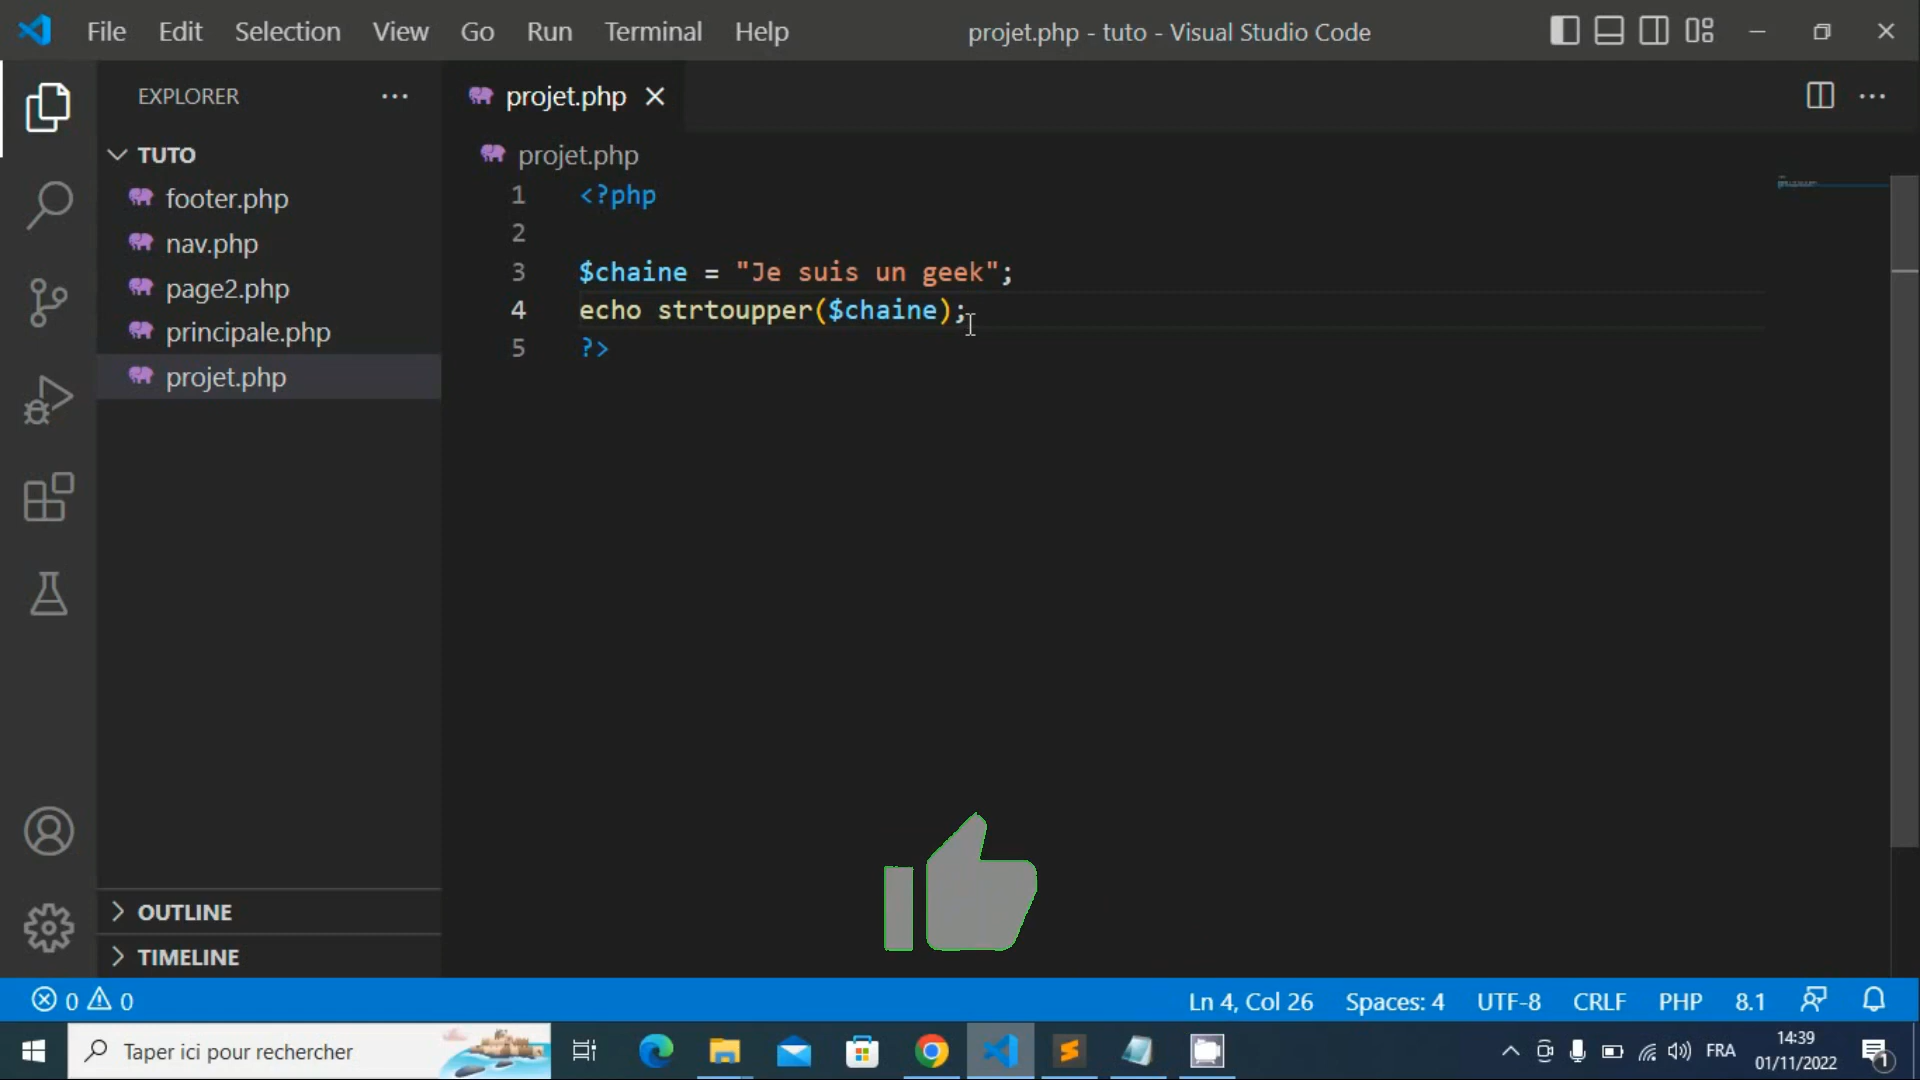 File Edit Selection View Go Run Terminal Help projet.php - tuto - Visual Studio Code
EXPLORER
TUTO
footer.php
nav.php
page2.php
principale.php
projet.php
OUTLINE
TIMELINE
projet.php
projet.php
1 <?php
2
3 $chaine = "Je suis un geek";
4 echo strtoupper($chaine);
5 ?>
0 0 Ln 4, Col 26 Spaces: 4 UTF-8 CRLF PHP 8.1
Taper ici pour rechercher
FRA
14:39
01/11/2022
1